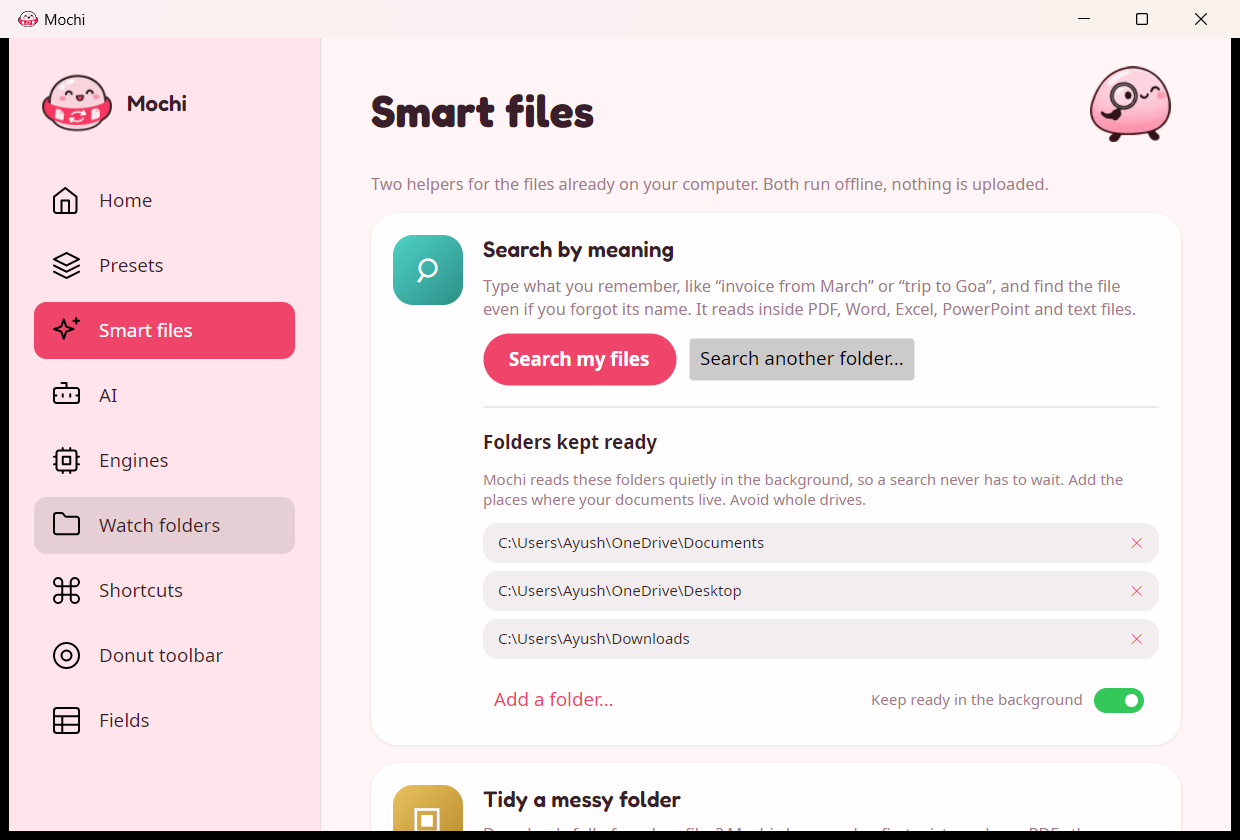 Mochi
Mochi
Home
Presets
Smart files
AI
Engines
Watch folders
Shortcuts
Donut toolbar
Fields
Smart files
Two helpers for the files already on your computer. Both run offline, nothing is uploaded.
Search by meaning
Type what you remember, like “invoice from March” or “trip to Goa”, and find the file
even if you forgot its name. It reads inside PDF, Word, Excel, PowerPoint and text files.
Search my files
Search another folder...
Folders kept ready
Mochi reads these folders quietly in the background, so a search never has to wait. Add the
places where your documents live. Avoid whole drives.
C:\Users\Ayush\OneDrive\Documents
C:\Users\Ayush\OneDrive\Desktop
C:\Users\Ayush\Downloads
Add a folder...
Keep ready in the background
Tidy a messy folder